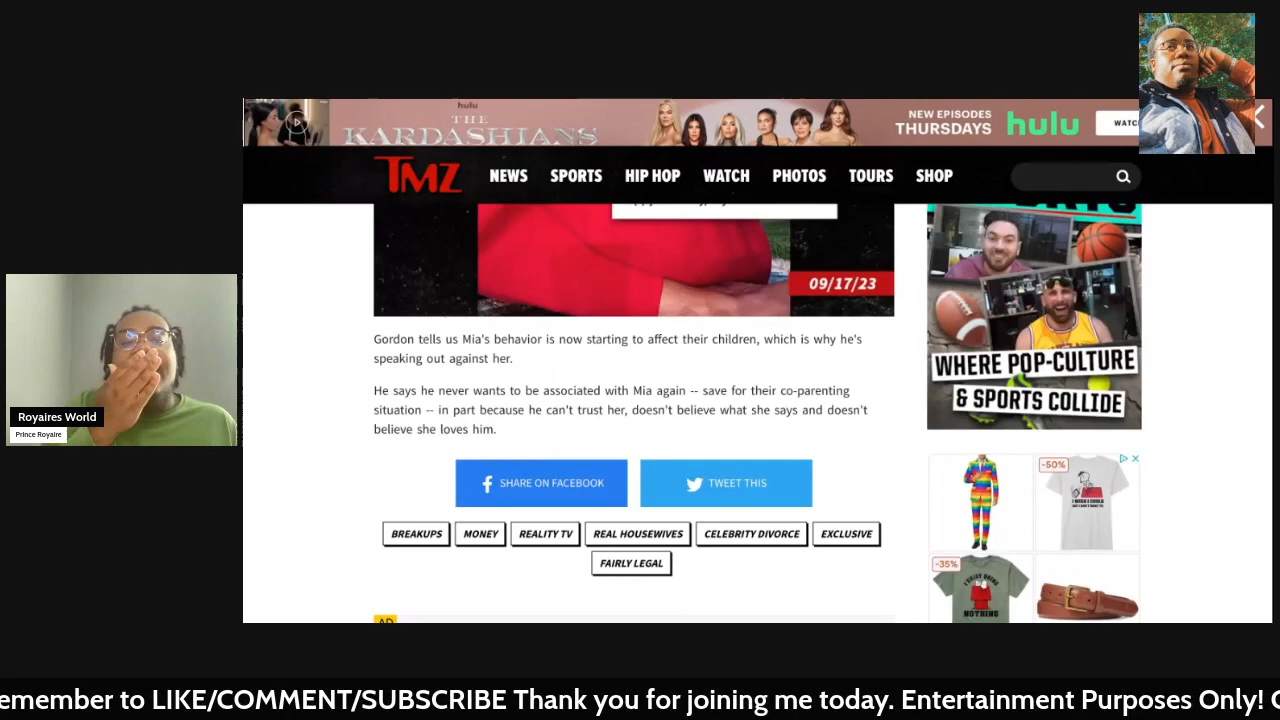 hulu
THE
KARDASHIANS
NEW EPISODES
THURSDAYS
hulu
TMZ
NEWS SPORTS HIP HOP WATCH PHOTOS TOURS SHOP
09/17/23
Gordon tells us Mia's behavior is now starting to affect their children, which is why he's
speaking out against her.
He says he never wants to be associated with Mia again -- save for their co-parenting
situation -- in part because he can't trust her, doesn't believe what she says and doesn't
believe she loves him.
SHARE ON FACEBOOK
TWEET THIS
BREAKUPS MONEY REALITY TV REAL HOUSEWIVES CELEBRITY DIVORCE EXCLUSIVE
FAIRLY LEGAL
AD
WHERE POP-CULTURE
& SPORTS COLLIDE
-50%
-35%
NOTHING
Royaires World
Prince Royaire
emember to LIKE/COMMENT/SUBSCRIBE Thank you for joining me today. Entertainment Purposes Only!